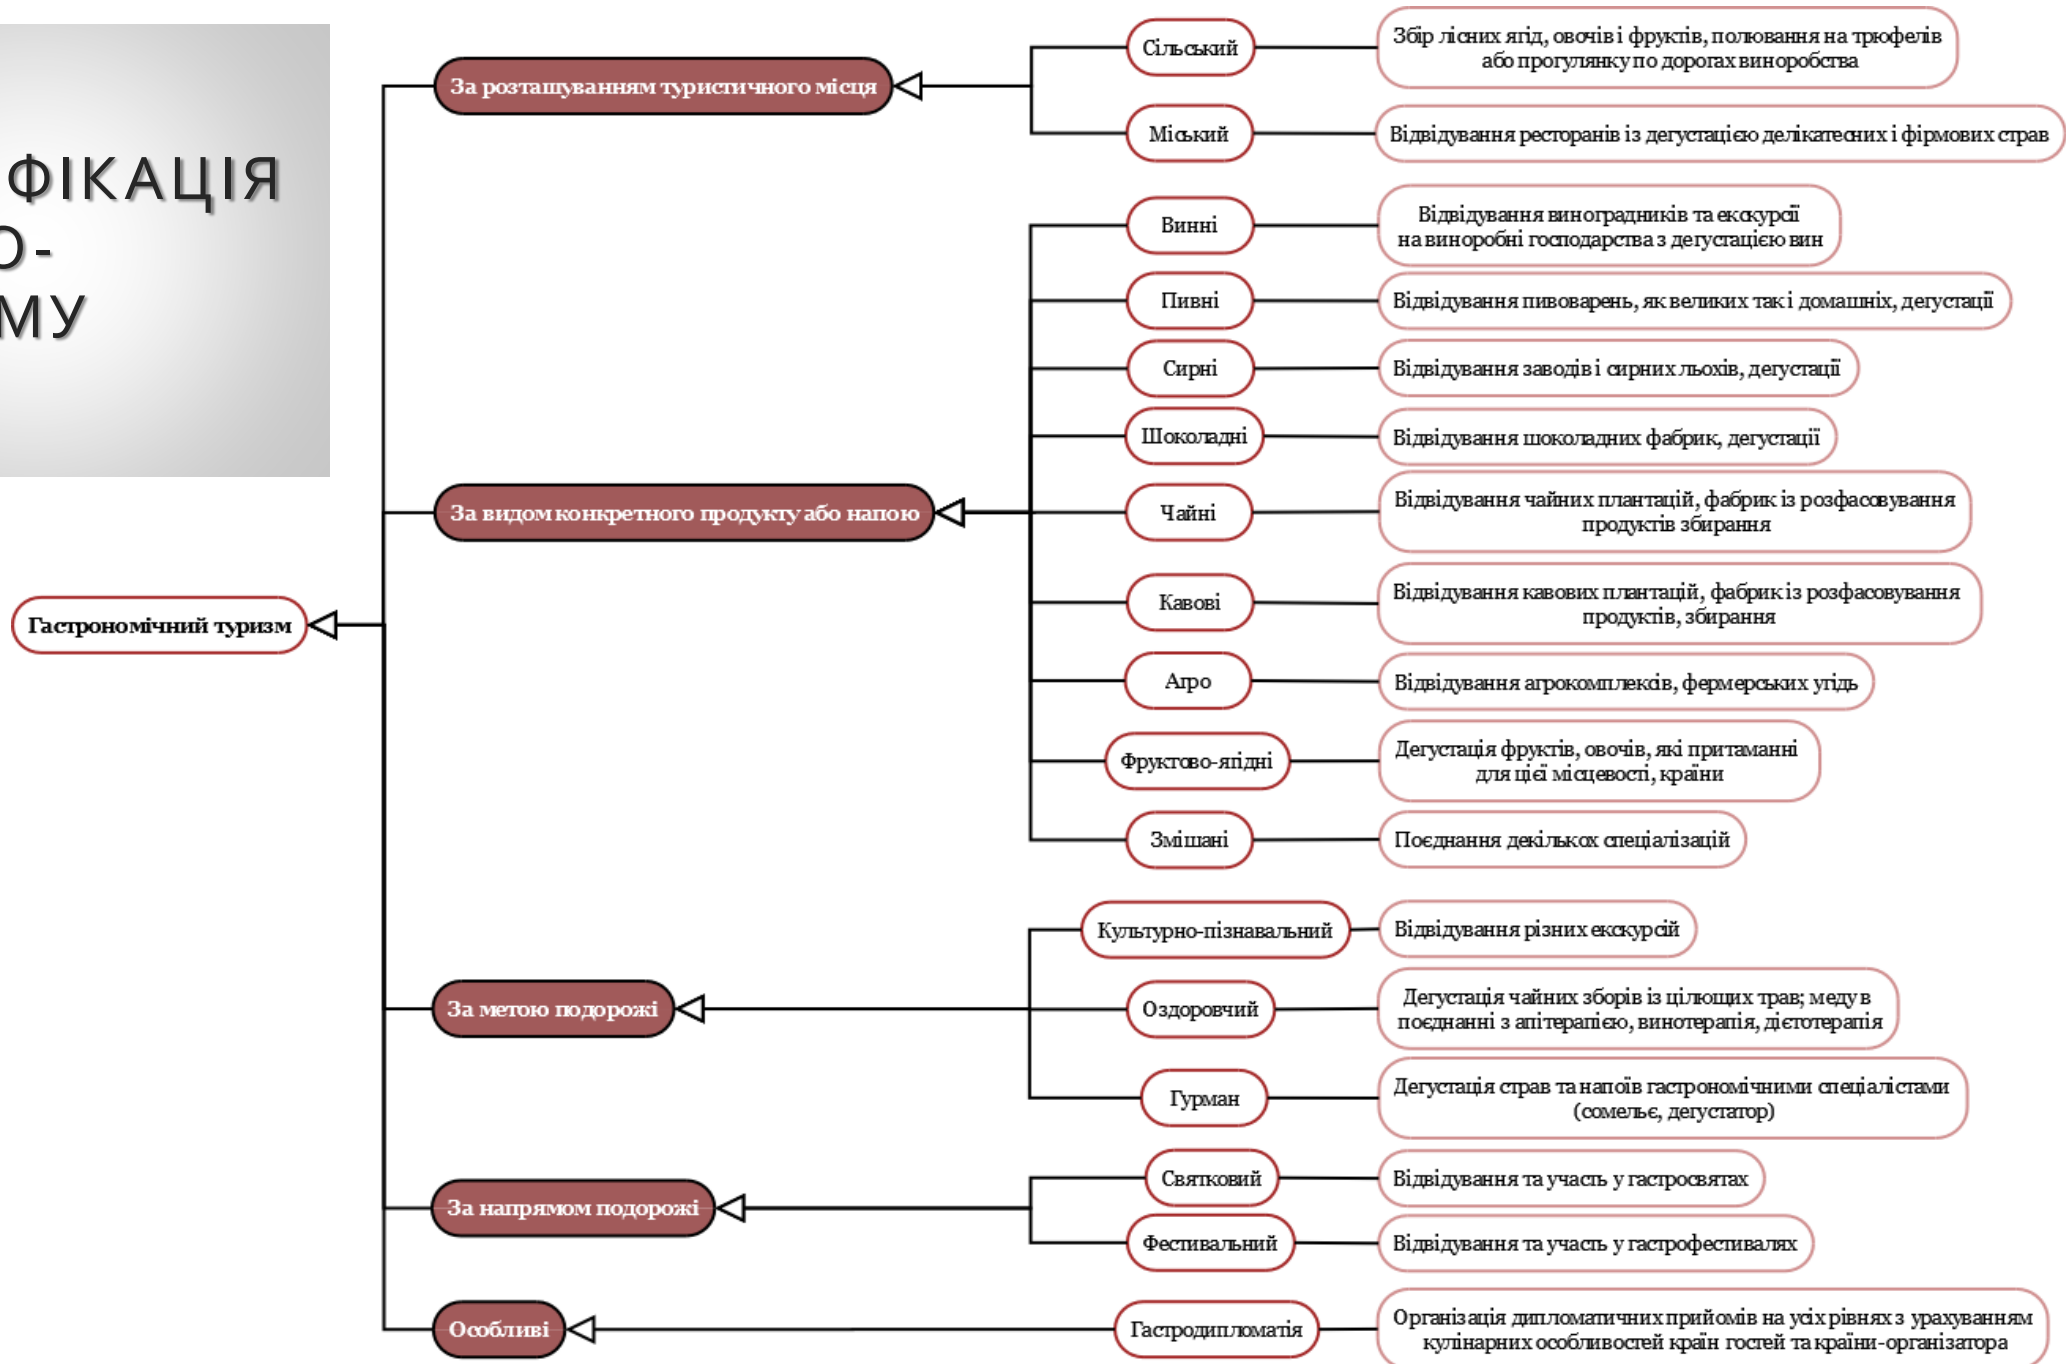 ФІКАЦІЯ
О-
МУ
Гастрономічний туризм
За розташуванням туристичного місця
Сільський
Збір лісних ягід, овочів і фруктів, полювання на трюфелів
або прогулянку по дорогах виноробства
Міський
Відвідування ресторанів із дегустацією делікатесних і фірмових страв
За видом конкретного продукту або напою
Винні
Відвідування виноградників та екскурсії
на виноробні господарства з дегустацією вин
Пивні
Відвідування пивоварень, як великих так і домашніх, дегустації
Сирні
Відвідування заводів і сирних льохів, дегустації
Шоколадні
Відвідування шоколадних фабрик, дегустації
Чайні
Відвідування чайних плантацій, фабрик із розфасовування
продуктів збирання
Кавові
Відвідування кавових плантацій, фабрик із розфасовування
продуктів, збирання
Агро
Відвідування агрокомплексів, фермерських угідь
Фруктово-ягідні
Дегустація фруктів, овочів, які притаманні
для цієї місцевості, країни
Змішані
Поєднання декількох спеціалізацій
За метою подорожі
Культурно-пізнавальний
Відвідування різних екскурсій
Оздоровчий
Дегустація чайних зборів із цілющих трав; меду в
поєднанні з апітерапією, винотерапія, дієтотерапія
Гурман
Дегустація страв та напоїв гастрономічними спеціалістами
(сомельє, дегустатор)
За напрямом подорожі
Святковий
Відвідування та участь у гастросвятах
Фестивальний
Відвідування та участь у гастрофестивалях
Особливі
Гастродипломатія
Організація дипломатичних прийомів на усіх рівнях з урахуванням
кулінарних особливостей країн гостей та країни-організатора